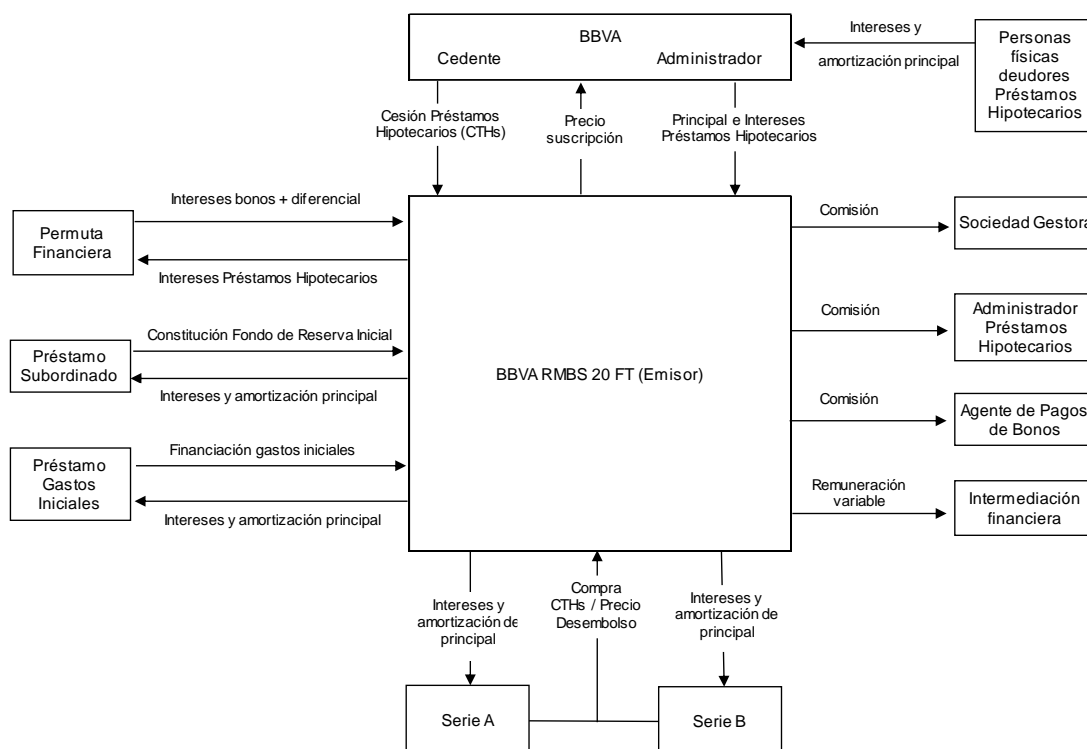 BBVA
Cedente
Administrador
Intereses y
amortización principal
Personas
físicas
deudores
Préstamos
Hipotecarios
Cesión Préstamos
Hipotecarios (CTHs)
Precio
suscripción
Principal e Intereses
Préstamos Hipotecarios
Permuta
Financiera
Intereses bonos + diferencial
Intereses Préstamos Hipotecarios
Préstamo
Subordinado
Constitución Fondo de Reserva Inicial
Intereses y amortización principal
Préstamo
Gastos
Iniciales
Financiación gastos iniciales
Intereses y amortización principal
BBVA RMBS 20 FT (Emisor)
Comisión
Sociedad Gestora
Comisión
Administrador
Préstamos
Hipotecarios
Comisión
Agente de Pagos
de Bonos
Remuneración
variable
Intermediación
financiera
Intereses y
amortización de
principal
Compra
CTHs / Precio
Desembolso
Intereses y
amortización de
principal
Serie A
Serie B